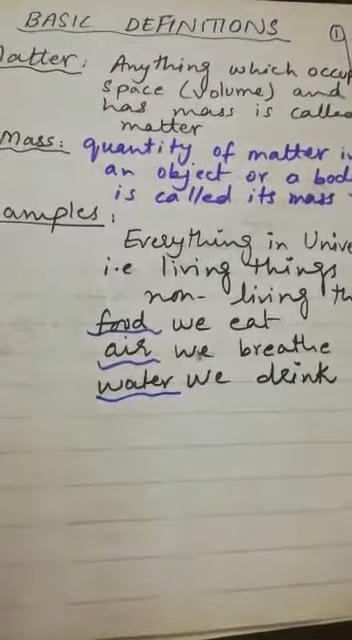 BASIC DEFINITIONS
1
atter: Anything which occup
space (volume) and
has mass is called
matter
Mass: quantity of matter i
an object or a bod
is called its mass
amples:
Everything in Unive
i.e living things
non-living th
food we eat
air we breathe
water we drink